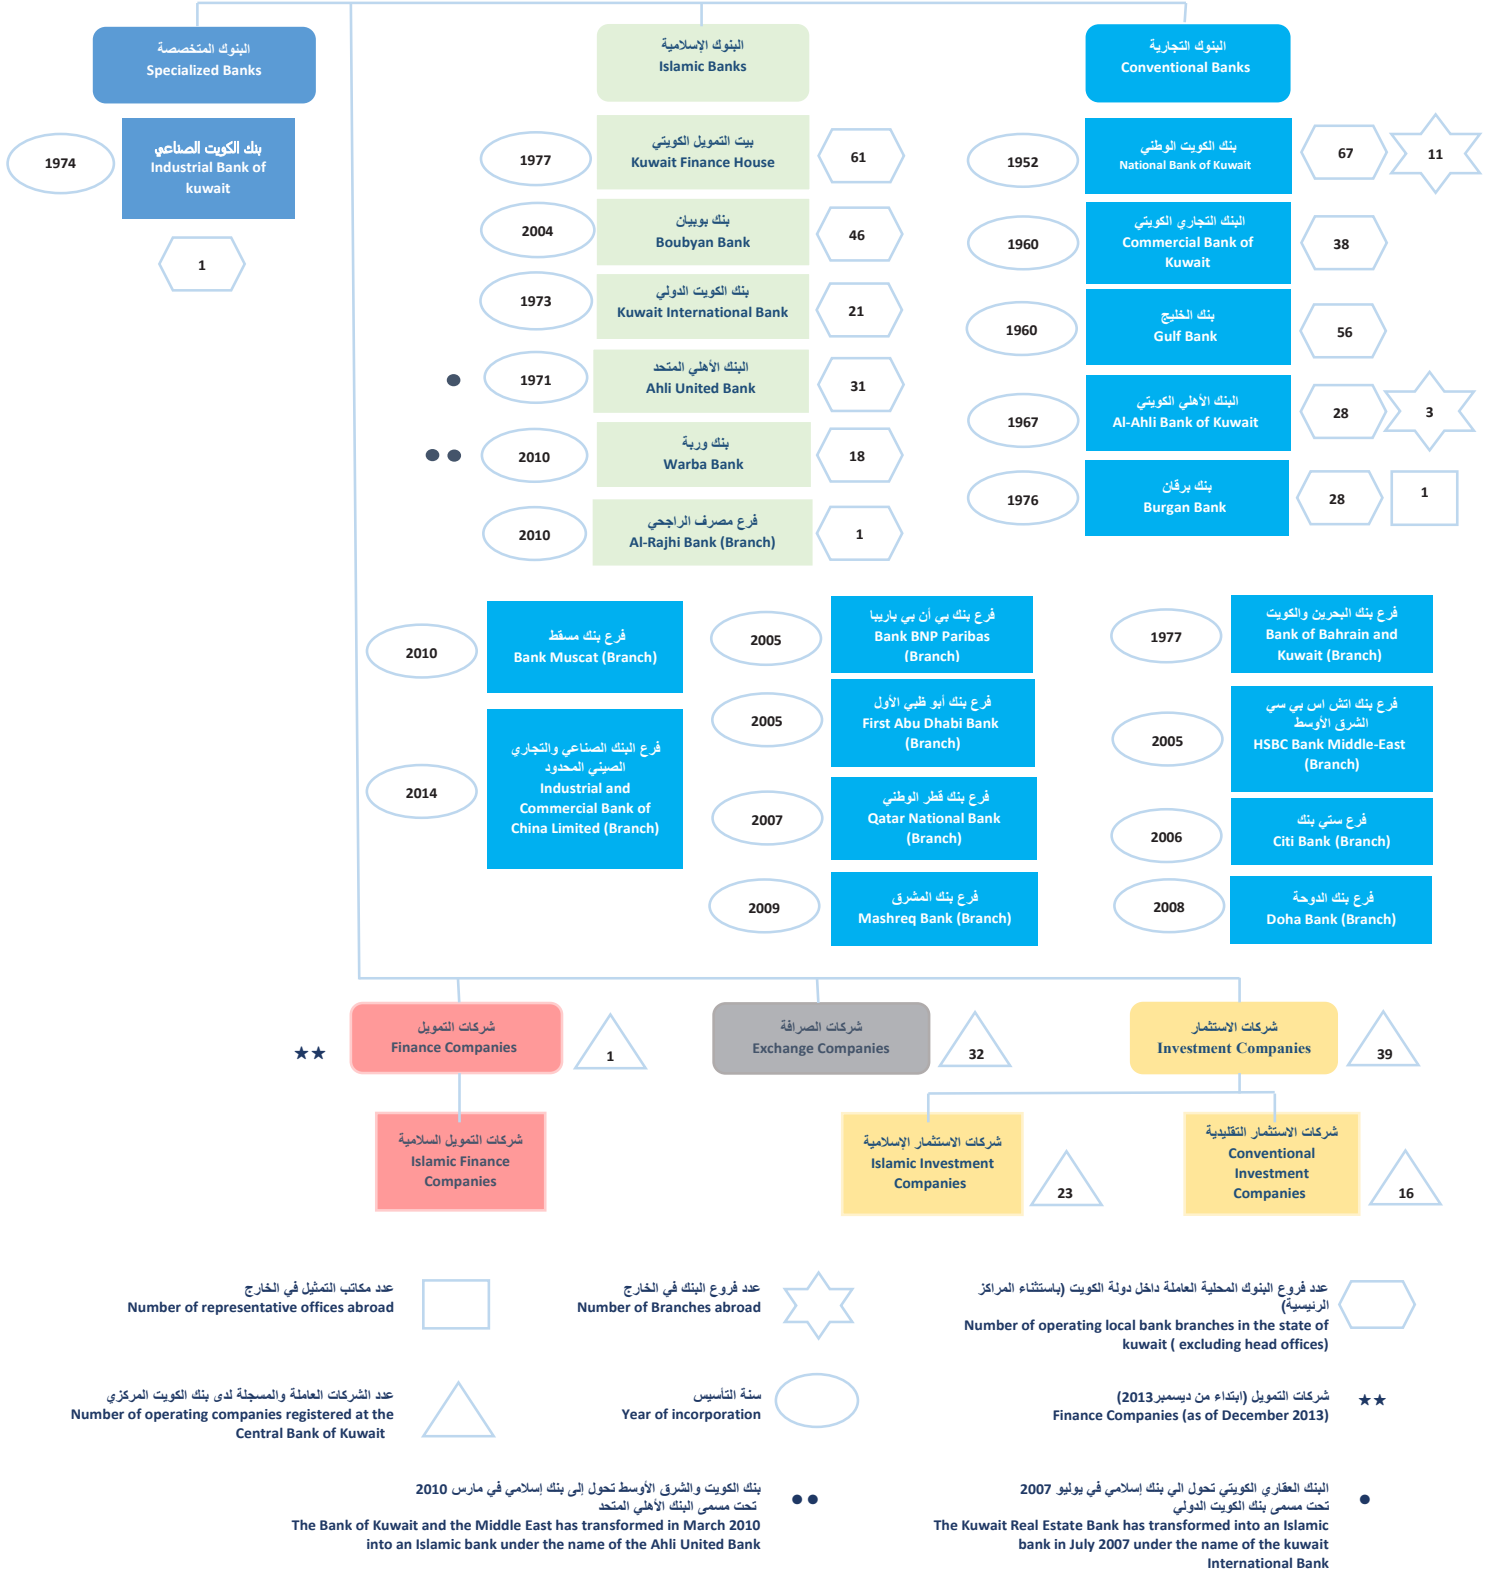 البنوك المتخصصة
Specialized Banks
البنوك الإسلامية
Islamic Banks
البنوك التجارية
Conventional Banks
1974
بنك الكويت الصناعي
Industrial Bank of
kuwait
1
1977
بيت التمويل الكويتي
Kuwait Finance House
61
2004
بنك بوبيان
Boubyan Bank
46
1973
بنك الكويت الدولي
Kuwait International Bank
21
1971
البنك الأهلي المتحد
Ahli United Bank
31
2010
بنك وربة
Warba Bank
18
2010
فرع مصرف الراجحي
Al-Rajhi Bank (Branch)
1
1952
بنك الكويت الوطني
National Bank of Kuwait
67
11
1960
البنك التجاري الكويتي
Commercial Bank of
Kuwait
38
1960
بنك الخليج
Gulf Bank
56
1967
البنك الأهلي الكويتي
Al-Ahli Bank of Kuwait
28
3
1976
بنك برقان
Burgan Bank
28
1
2010
فرع بنك مسقط
Bank Muscat (Branch)
2014
فرع البنك الصناعي والتجاري
الصيني المحدود
Industrial and
Commercial Bank of
China Limited (Branch)
2005
فرع بنك بي أن بي باريبا
Bank BNP Paribas
(Branch)
2005
فرع بنك أبو ظبي الأول
First Abu Dhabi Bank
(Branch)
2007
فرع بنك قطر الوطني
Qatar National Bank
(Branch)
2009
فرع بنك المشرق
Mashreq Bank (Branch)
1977
فرع بنك البحرين والكويت
Bank of Bahrain and
Kuwait (Branch)
2005
فرع بنك اتش اس بي سي
الشرق الأوسط
HSBC Bank Middle-East
(Branch)
2006
فرع ستي بنك
Citi Bank (Branch)
2008
فرع بنك الدوحة
Doha Bank (Branch)
★★
شركات التمويل
Finance Companies
1
شركات الصرافة
Exchange Companies
32
شركات الاستثمار
Investment Companies
39
شركات التمويل السلامية
Islamic Finance
Companies
شركات الاستثمار الإسلامية
Islamic Investment
Companies
23
شركات الاستثمار التقليدية
Conventional
Investment
Companies
16
عدد مكاتب التمثيل في الخارج
Number of representative offices abroad
عدد فروع البنك في الخارج
Number of Branches abroad
عدد فروع البنوك المحلية العاملة داخل دولة الكويت (باستثناء المراكز
الرئيسية)
Number of operating local bank branches in the state of
kuwait ( excluding head offices)
عدد الشركات العاملة والمسجلة لدى بنك الكويت المركزي
Number of operating companies registered at the
Central Bank of Kuwait
سنة التأسيس
Year of incorporation
شركات التمويل (ابتداء من ديسمبر2013)
Finance Companies (as of December 2013)
★★
بنك الكويت والشرق الأوسط تحول إلى بنك إسلامي في مارس 2010
تحت مسمى البنك الأهلي المتحد
The Bank of Kuwait and the Middle East has transformed in March 2010
into an Islamic bank under the name of the Ahli United Bank
البنك العقاري الكويتي تحول الي بنك إسلامي في يوليو 2007
تحت مسمى بنك الكويت الدولي
The Kuwait Real Estate Bank has transformed into an Islamic
bank in July 2007 under the name of the kuwait
International Bank